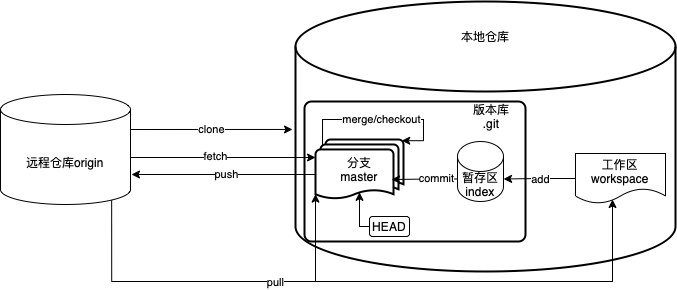 本地仓库
版本库
.git
merge/checkout
clone
远程仓库origin
fetch
分支
master
push
commit
暂存区
index
add
工作区
workspace
HEAD
pull